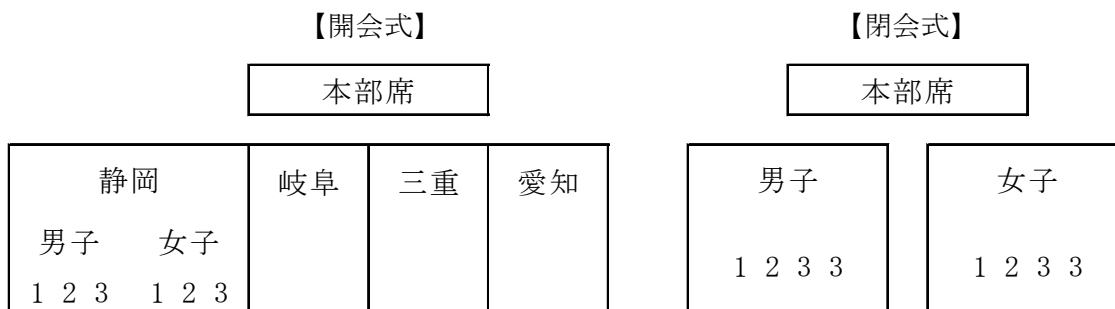 【開会式】 【閉会式】
本部席 本部席
静岡 岐阜 三重 愛知 男子 女子
男子 女子
1 2 3 3 1 2 3 3
1 2 3 1 2 3